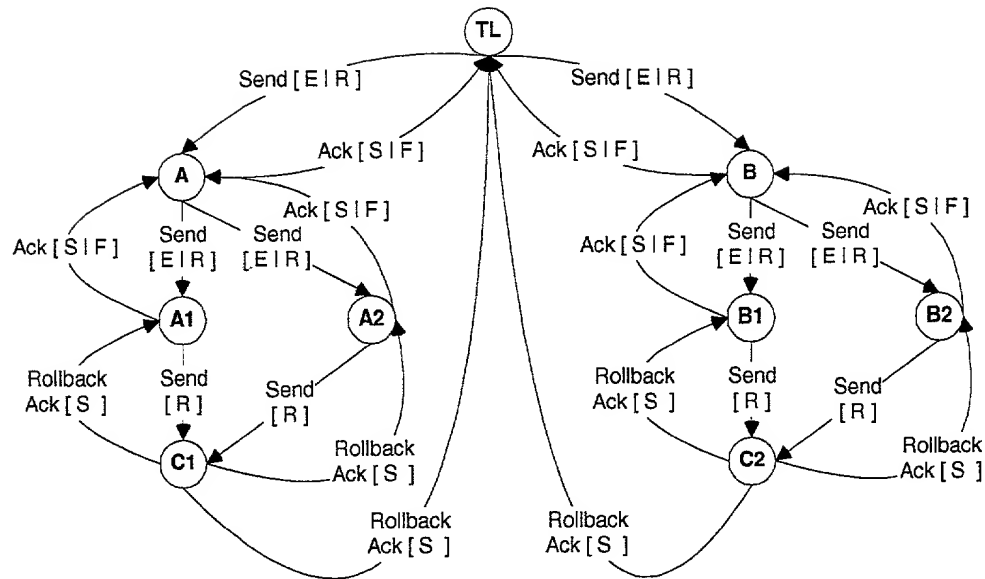 TL
Send [ E | R ]
Send [ E | R ]
Ack [ S | F ]
Ack [ S | F ]
A
B
Ack [ S | F ]
Ack [ S | F ]
Send
[ E | R ]
Send
[ E | R ]
Ack [ S | F ]
Send
[ E | R ]
Send
[ E | R ]
Ack [ S | F ]
A1
A2
B1
B2
Rollback
Ack [ S ]
Send
[ R ]
Send
[ R ]
Rollback
Ack [ S ]
Send
[ R ]
Send
[ R ]
C1
Rollback
Ack [ S ]
C2
Rollback
Ack [ S ]
Rollback
Ack [ S ]
Rollback
Ack [ S ]